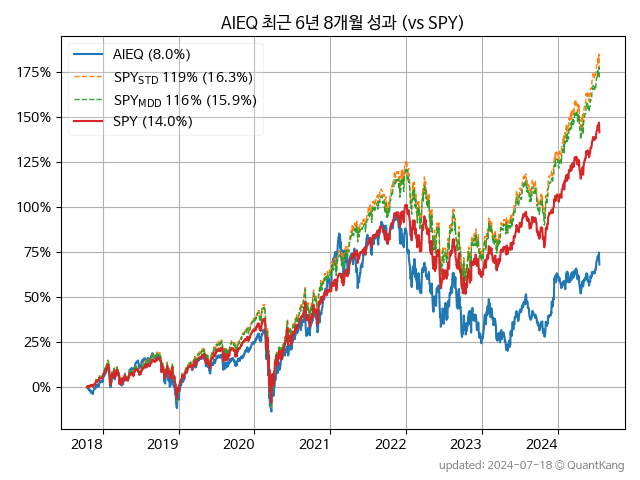 AIEQ 최근 6년 8개월 성과 (vs SPY)
AIEQ (8.0%)
SPY_STD 119% (16.3%)
SPY_MDD 116% (15.9%)
SPY (14.0%)
175%
150%
125%
100%
75%
50%
25%
0%
2018 2019 2020 2021 2022 2023 2024
updated: 2024-07-18 © QuantKang